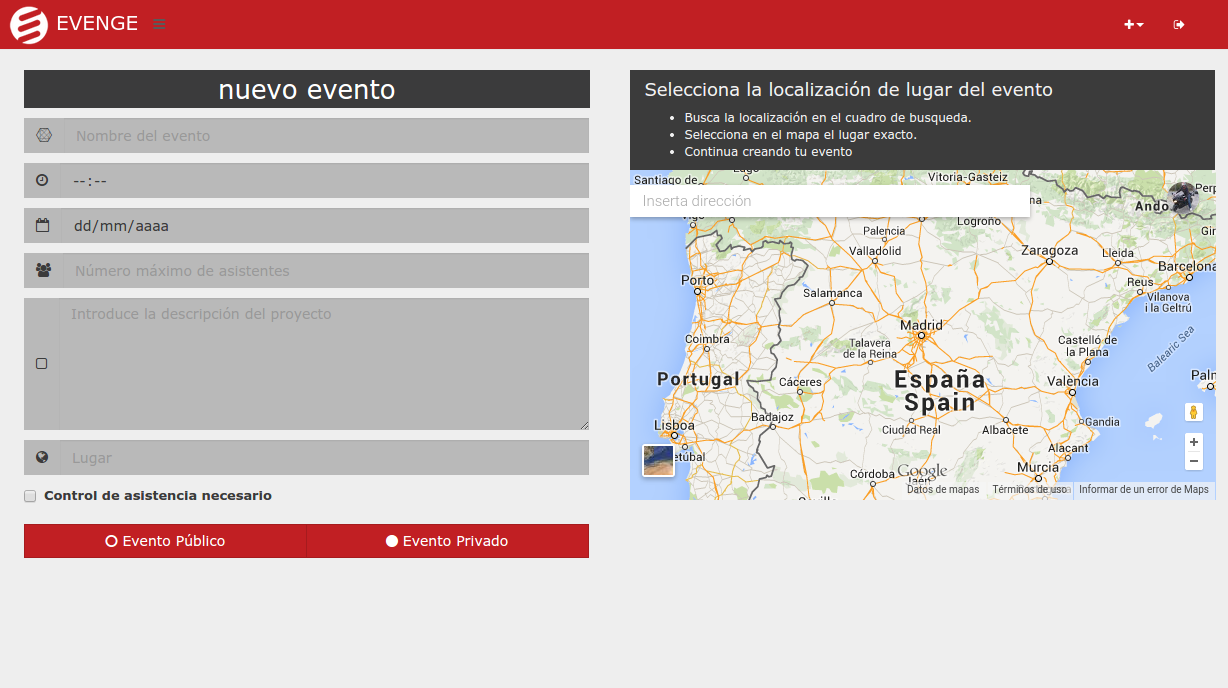 EVENGE
nuevo evento
Nombre del evento
--:--
dd/mm/aaaa
Número máximo de asistentes
Introduce la descripción del proyecto
Lugar
Control de asistencia necesario
Evento Público
Evento Privado
Selecciona la localización de lugar del evento
Busca la localización en el cuadro de busqueda.
Selecciona en el mapa el lugar exacto.
Continua creando tu evento
Santiago de
Vitoria-Gasteiz
Inserta dirección
Logroño
Palencia
Valladolid
Zaragoza
Lleida
Barcelona
Porto
Reus
Salamanca
Vilanova
i la Geltrú
Madrid
Coimbra
Talavera
de la Reina
Castelló de
la Plana
Balearic Sea
Portugal
Cáceres
España
Spain
València
Lisboa
Badajoz
Ciudad Real
Albacete
Gandia
Alacant
Murcia
Córdoba
Google
Datos de mapas
Términos de uso
Informar de un error de Maps